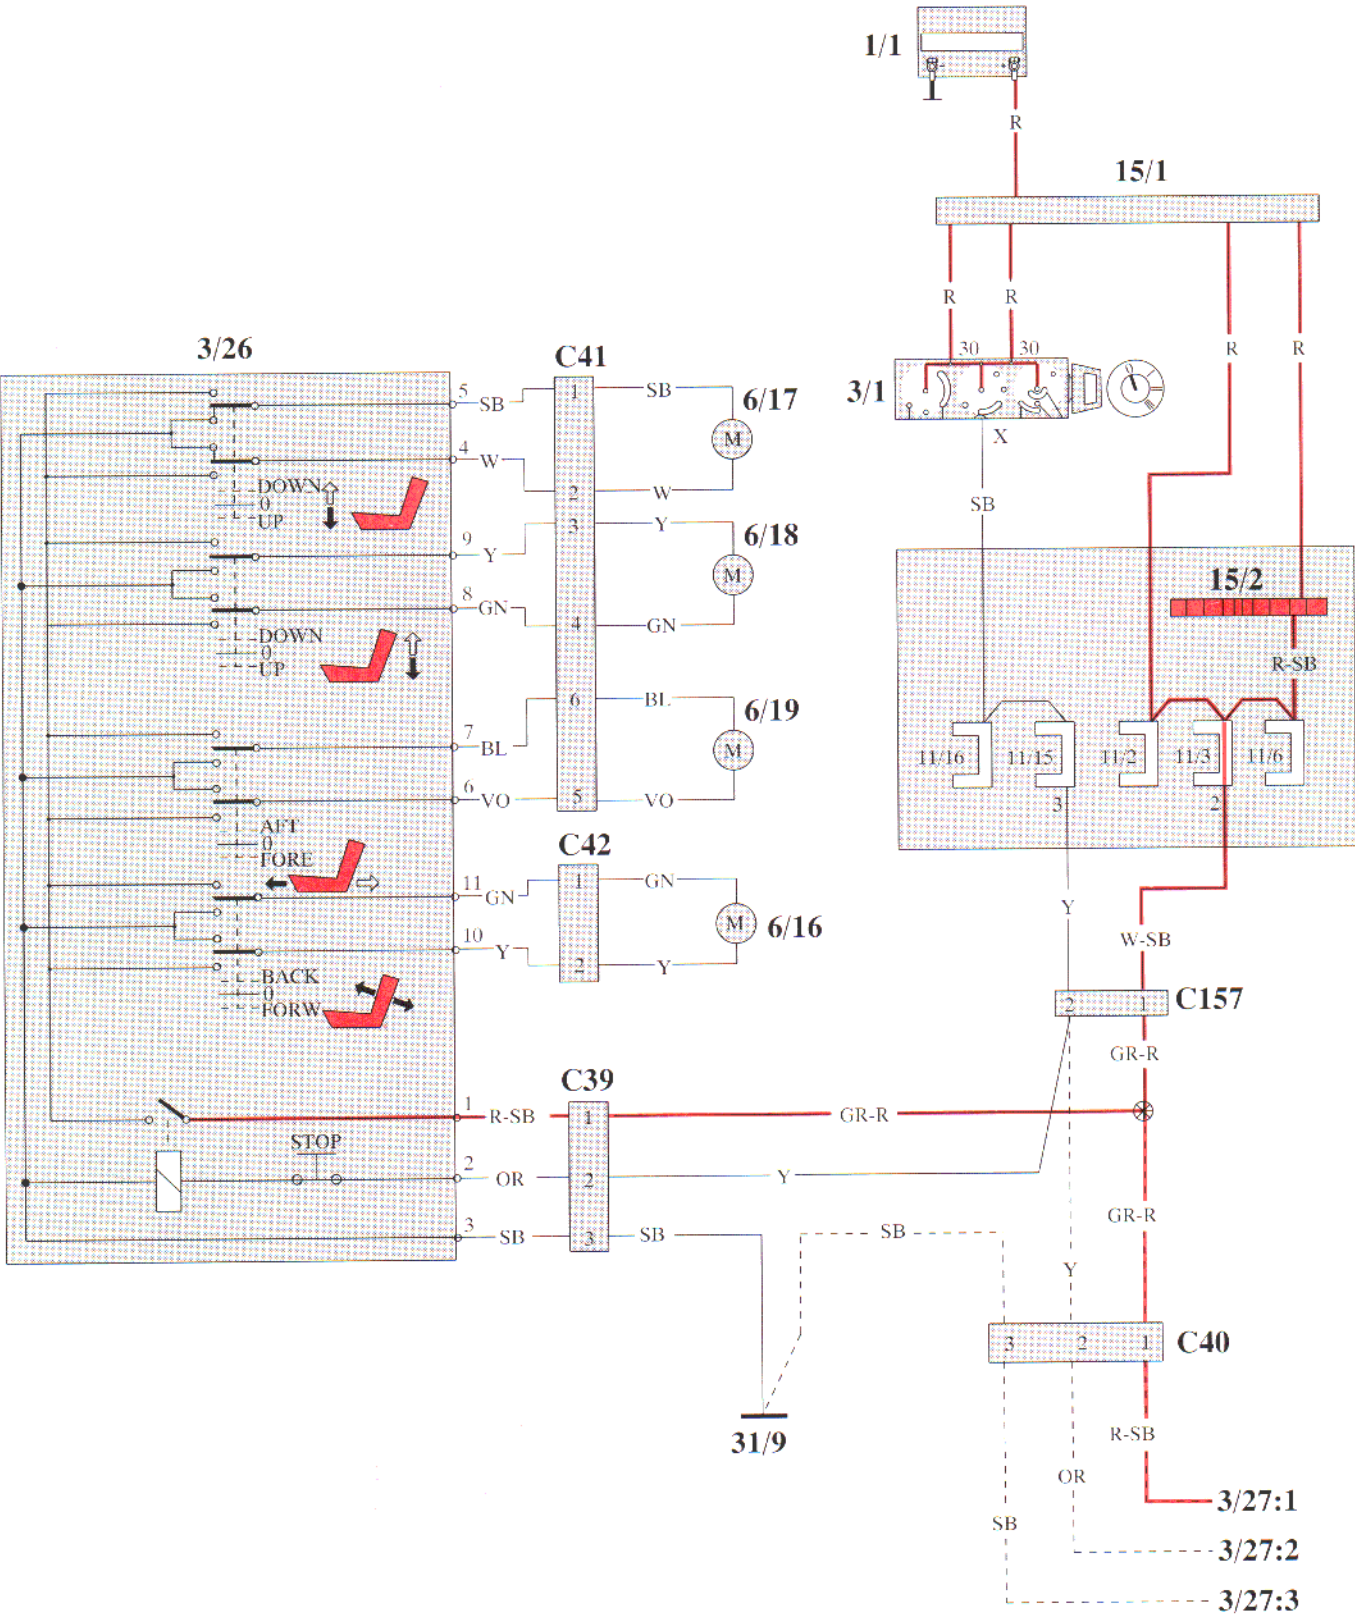 1/1
- +
R
15/1
R R
R R
30 30
3/1
0
X
SB
15/2
R-SB
11/16 11/15 11/2 11/3 11/6
3 2
Y
W-SB
2 1 C157
GR-R
3/26
C41
5 SB 1 SB
6/17
M
4 W 2 W
DOWN
0
UP
9 Y 3 Y
6/18
M
8 GN 4 GN
DOWN
0
UP
6 BL
6/19
7 BL
M
6 VO 5 VO
AFT
0
FORE
C42
11 GN 1 GN
M 6/16
10 Y 2 Y
BACK
0
FORW
C39
1 R-SB 1 GR-R
STOP
2 OR 2 Y
3 SB 3 SB
SB
GR-R
Y
3 2 1 C40
31/9
R-SB
OR
SB
3/27:1
3/27:2
3/27:3